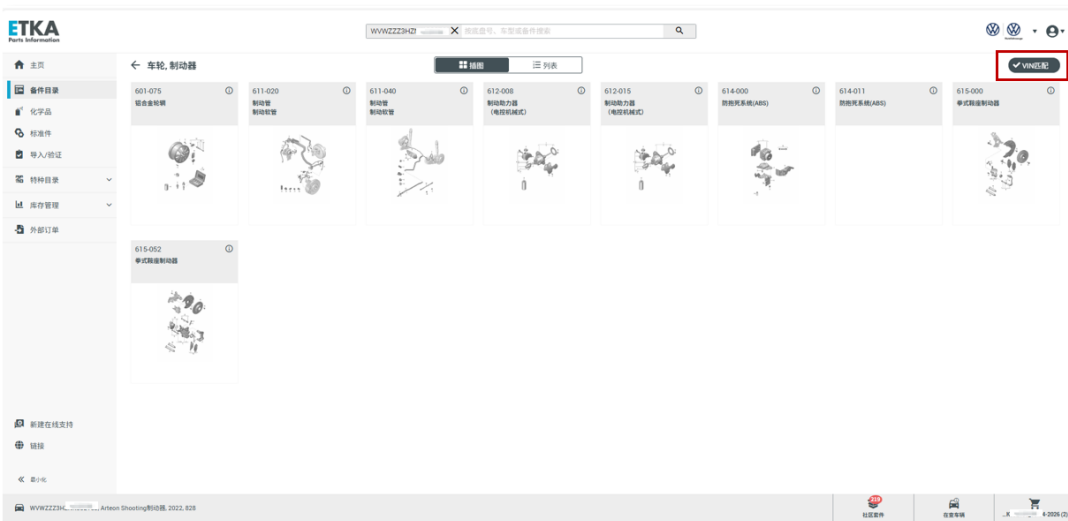 ETKA
Parts Information
WVWZZZ3HZ
插图
列表
VIN匹配
主页
备件目录
化学品
标准件
导入/验证
特种目录
库存管理
外部订单
新建在线支持
链接
最小化
车轮, 制动器
601-075
铝合金轮辋
611-020
制动管
制动软管
611-040
制动管
制动软管
612-008
制动助力器
(电控机械式)
612-015
制动助力器
(电控机械式)
614-000
防抱死系统(ABS)
614-011
防抱死系统(ABS)
615-000
拳式鞍座制动器
615-052
拳式鞍座制动器
Arteon Shooting制动器, 2022, 828
318
社区套件
在查车辆
4-2026 (2)